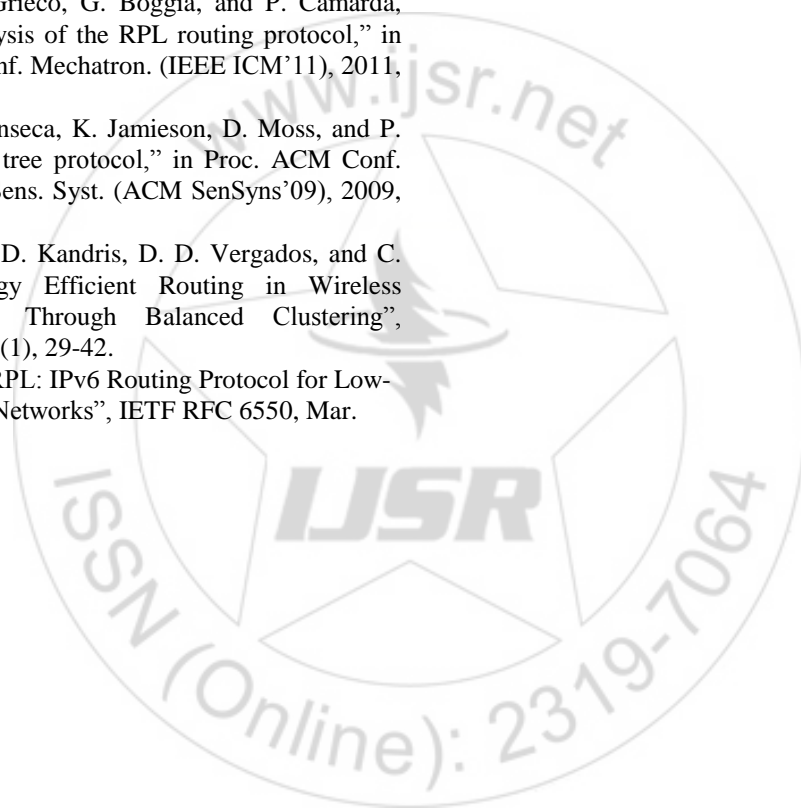 Grieco, G. Boggia, and P. Camarda,
ysis of the RPL routing protocol,” in
nf. Mechatron. (IEEE ICM’11), 2011,
nseca, K. Jamieson, D. Moss, and P.
tree protocol,” in Proc. ACM Conf.
Sens. Syst. (ACM SenSyns’09), 2009,
D. Kandris, D. D. Vergados, and C.
gy Efficient Routing in Wireless
Through Balanced Clustering”,
(1), 29-42.
RPL: IPv6 Routing Protocol for Low-
Networks”, IETF RFC 6550, Mar.
www.ijsr.net
IJSR
ISSN (Online): 2319-7064